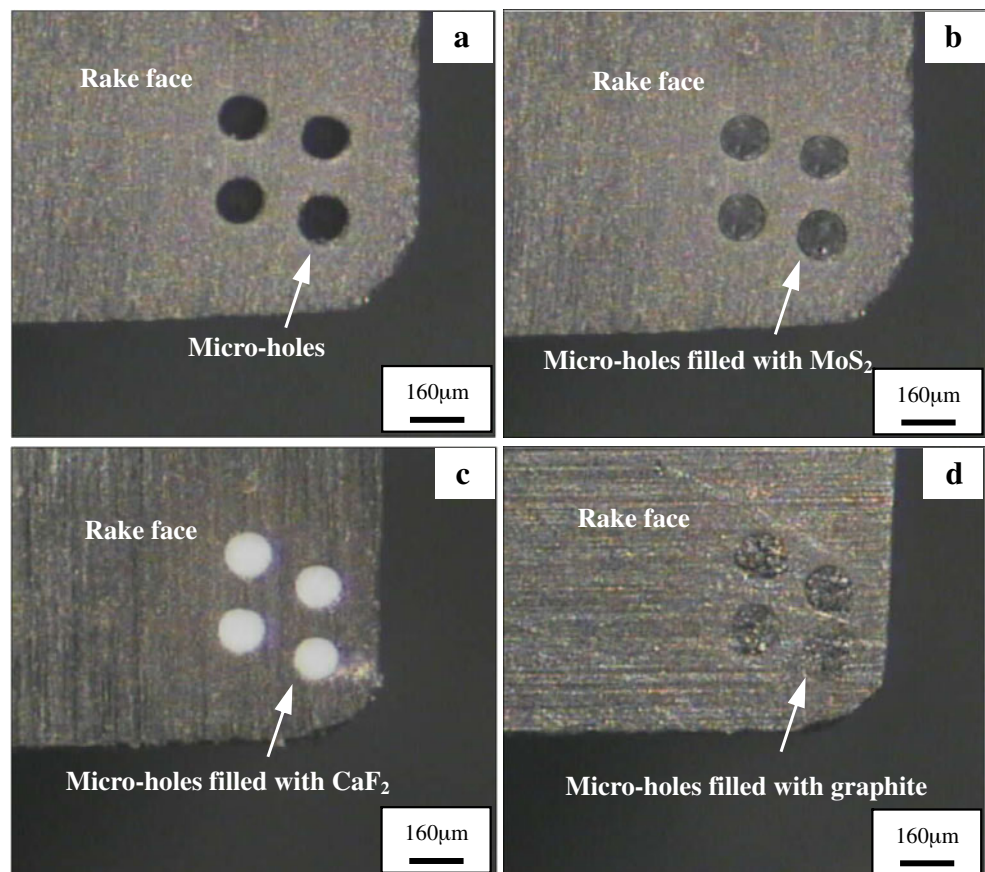 a
Rake face
Micro-holes
160μm
b
Rake face
Micro-holes filled with MoS₂
160μm
c
Rake face
Micro-holes filled with CaF₂
160μm
d
Rake face
Micro-holes filled with graphite
160μm